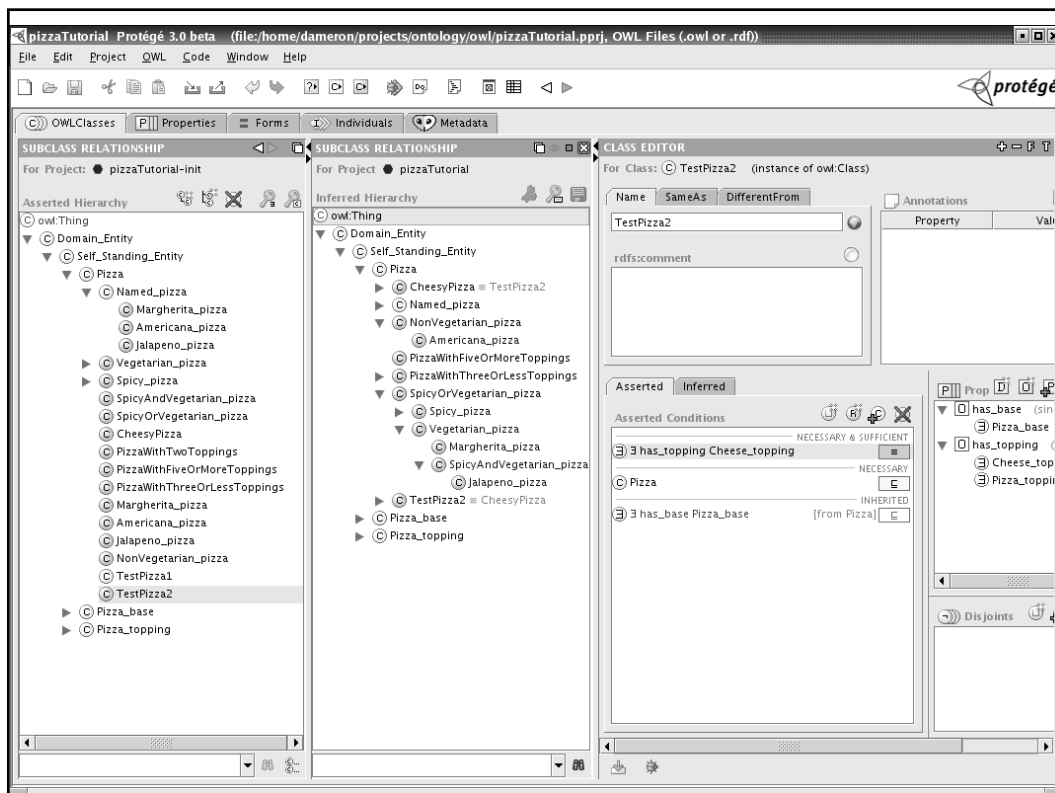 pizzaTutorial Protégé 3.0 beta (file:/home/dameron/projects/ontology/owl/pizzaTutorial.pprj, OWL Files (.owl or .rdf))
File Edit Project OWL Code Window Help
protégé
OWLClasses Properties Forms Individuals Metadata
SUBCLASS RELATIONSHIP
For Project: pizzaTutorial-init
Asserted Hierarchy
owl:Thing
Domain_Entity
Self_Standing_Entity
Pizza
Named_pizza
Margherita_pizza
Americana_pizza
Jalapeno_pizza
Vegetarian_pizza
Spicy_pizza
SpicyAndVegetarian_pizza
SpicyOrVegetarian_pizza
CheesyPizza
PizzaWithTwoToppings
PizzaWithFiveOrMoreToppings
PizzaWithThreeOrLessToppings
Margherita_pizza
Americana_pizza
Jalapeno_pizza
NonVegetarian_pizza
TestPizza1
TestPizza2
Pizza_base
Pizza_topping
SUBCLASS RELATIONSHIP
For Project pizzaTutorial
Inferred Hierarchy
owl:Thing
Domain_Entity
Self_Standing_Entity
Pizza
CheesyPizza ≡ TestPizza2
Named_pizza
NonVegetarian_pizza
Americana_pizza
PizzaWithFiveOrMoreToppings
PizzaWithThreeOrLessToppings
SpicyOrVegetarian_pizza
Spicy_pizza
Vegetarian_pizza
Margherita_pizza
SpicyAndVegetarian_pizza
Jalapeno_pizza
TestPizza2 ≡ CheesyPizza
Pizza_base
Pizza_topping
CLASS EDITOR
For Class: TestPizza2 (instance of owl:Class)
Name SameAs DifferentFrom
TestPizza2
rdfs:comment
Annotations
Property Valu
Asserted Inferred
Asserted Conditions
NECESSARY & SUFFICIENT
∃ has_topping Cheese_topping
NECESSARY
Pizza
INHERITED
∃ has_base Pizza_base [from Pizza]
Prop
has_base (sin
Pizza_base
has_topping (
Cheese_top
Pizza_toppi
Disjoints